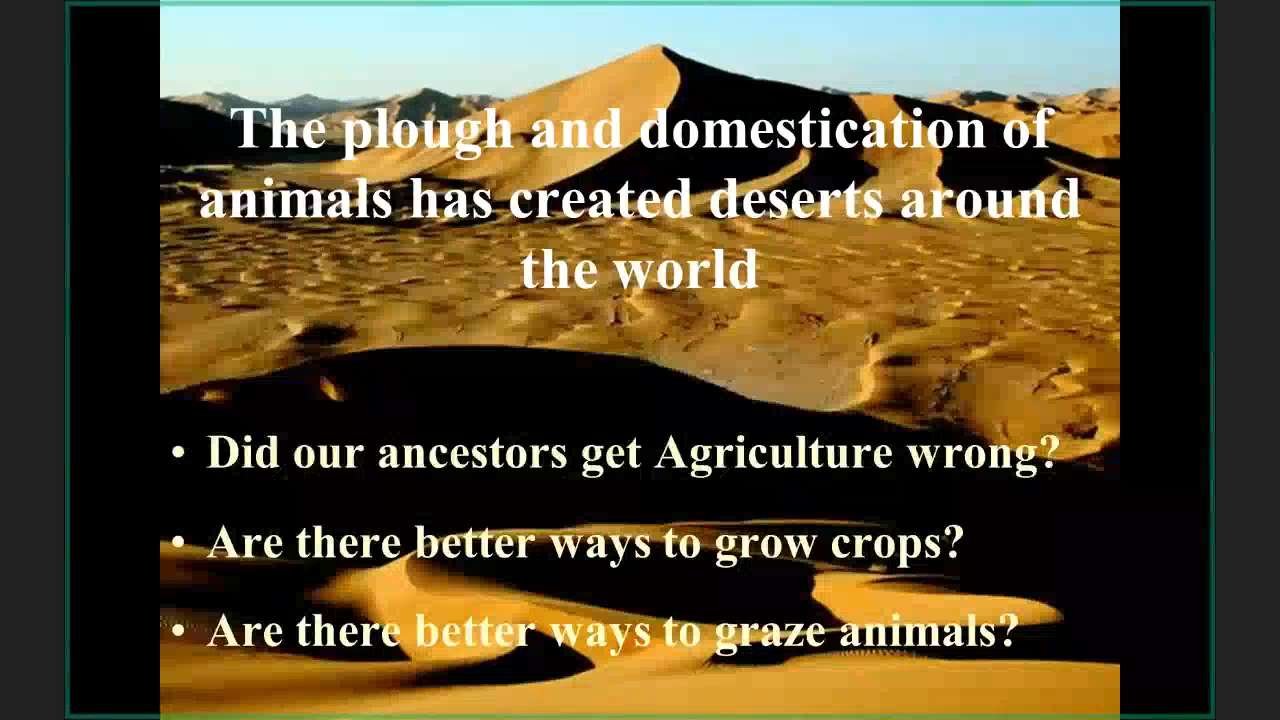 The plough and domestication of
animals has created deserts around
the world
• Did our ancestors get Agriculture wrong?
• Are there better ways to grow crops?
• Are there better ways to graze animals?